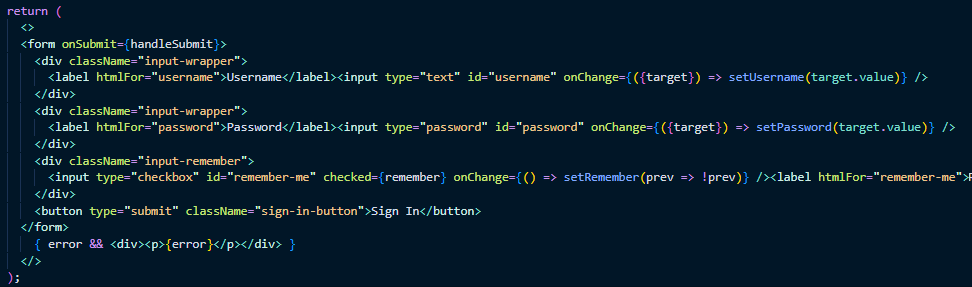 return (
<>
<form onSubmit={handleSubmit}>
<div className="input-wrapper">
<label htmlFor="username">Username</label><input type="text" id="username" onChange={({target}) => setUsername(target.value)} />
</div>
<div className="input-wrapper">
<label htmlFor="password">Password</label><input type="password" id="password" onChange={({target}) => setPassword(target.value)} />
</div>
<div className="input-remember">
<input type="checkbox" id="remember-me" checked={remember} onChange={() => setRemember(prev => !prev)} /><label htmlFor="remember-me">
</div>
<button type="submit" className="sign-in-button">Sign In</button>
</form>
{ error && <div><p>{error}</p></div> }
</>
);